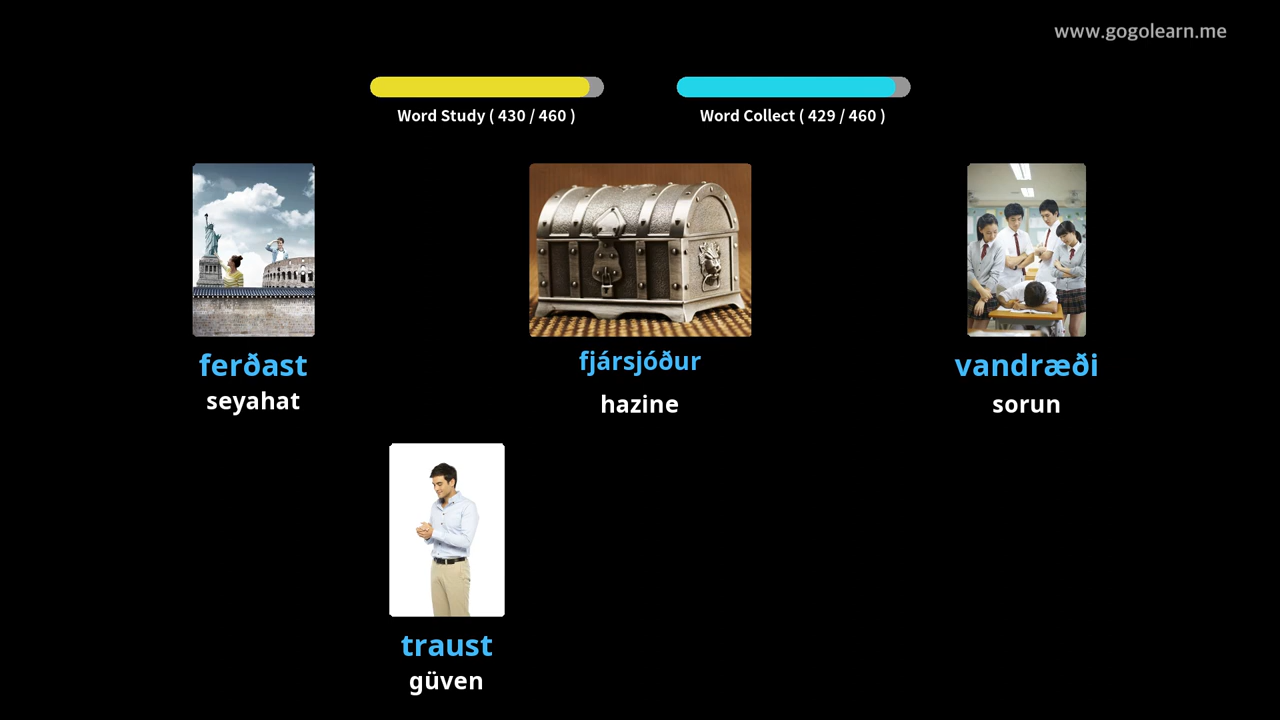 www.gogolearn.me
Word Study ( 430 / 460 )
Word Collect ( 429 / 460 )
ferðast
seyahat
fjársjóður
hazine
vandræði
sorun
traust
güven